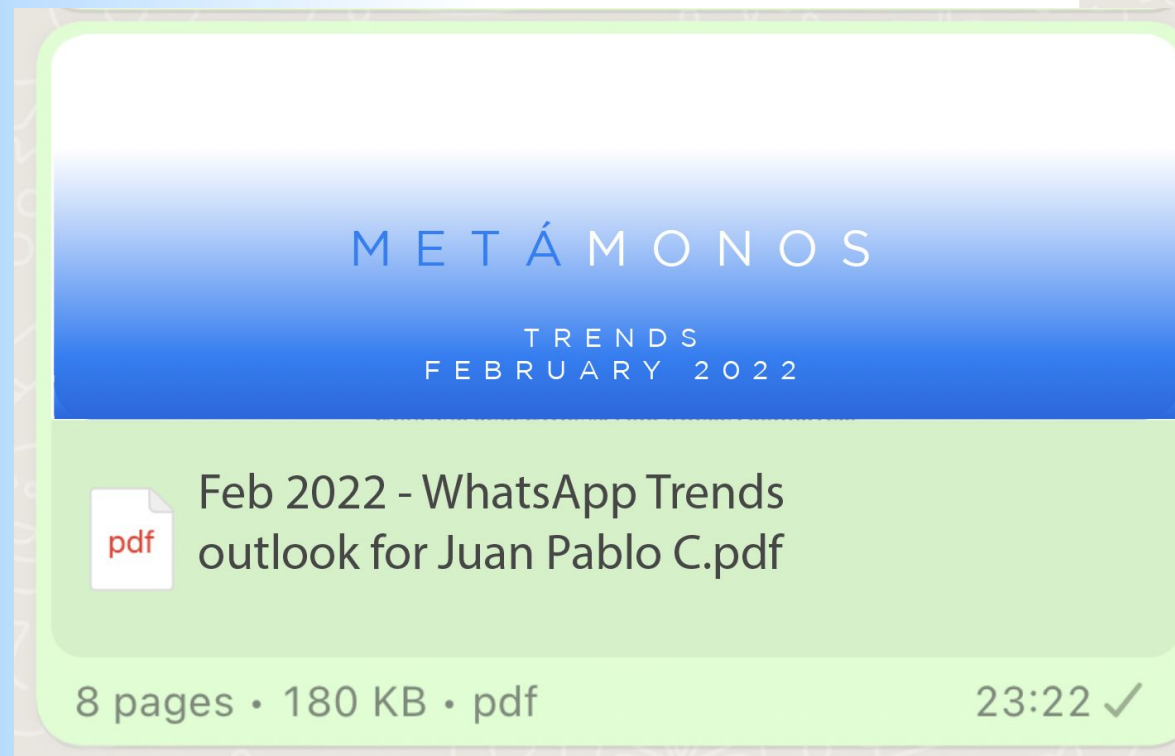 METÁMONOS
TRENDS
FEBRUARY 2022
pdf
Feb 2022 - WhatsApp Trends
outlook for Juan Pablo C.pdf
8 pages • 180 KB • pdf
23:22